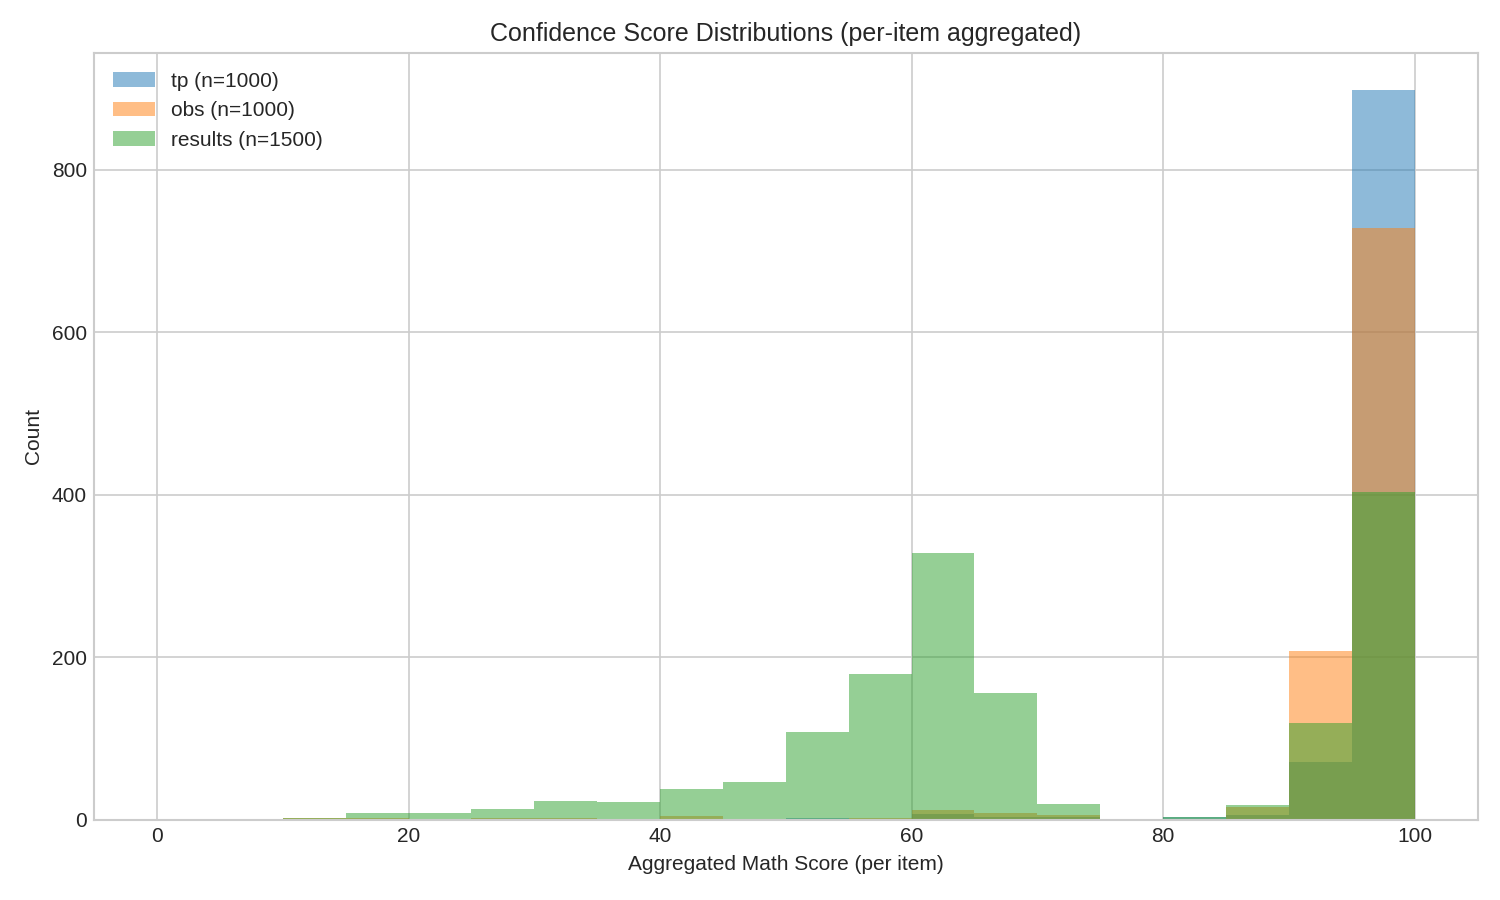 Confidence Score Distributions (per-item aggregated)
tp (n=1000)
obs (n=1000)
results (n=1500)
800
600
400
200
0
Count
0 20 40 60 80 100
Aggregated Math Score (per item)